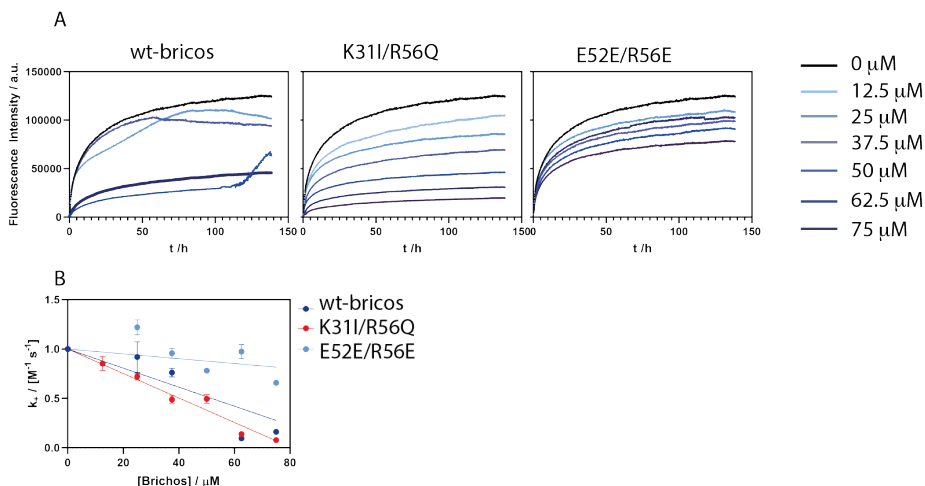 A
wt-bricos
K31I/R56Q
E52E/R56E
Fluorescence Intensity / a.u.
150000
100000
50000
0
0
50
100
150
t /h
0
50
100
150
t /h
0
50
100
150
t /h
0 μM
12.5 μM
25 μM
37.5 μM
50 μM
62.5 μM
75 μM
B
k₊ / [M⁻¹ s⁻¹]
1.5
1.0
0.5
0.0
0
20
40
60
80
[Brichos] / μM
wt-bricos
K31I/R56Q
E52E/R56E